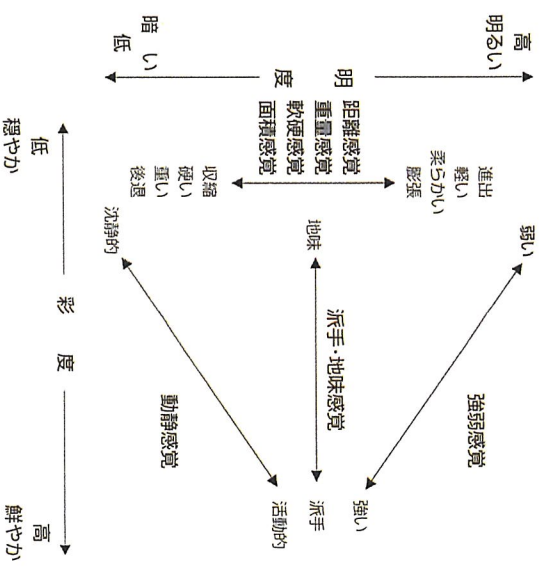 高
明るい
明
度
暗い
低
進出
軽い
柔らかい
膨張
距離感覚
重量感覚
軟硬感覚
面積感覚
収縮
硬い
重い
後退
弱い
強弱感覚
強い
地味
派手・地味感覚
派手
沈静的
動静感覚
活動的
低
穏やか
彩
度
高
鮮やか